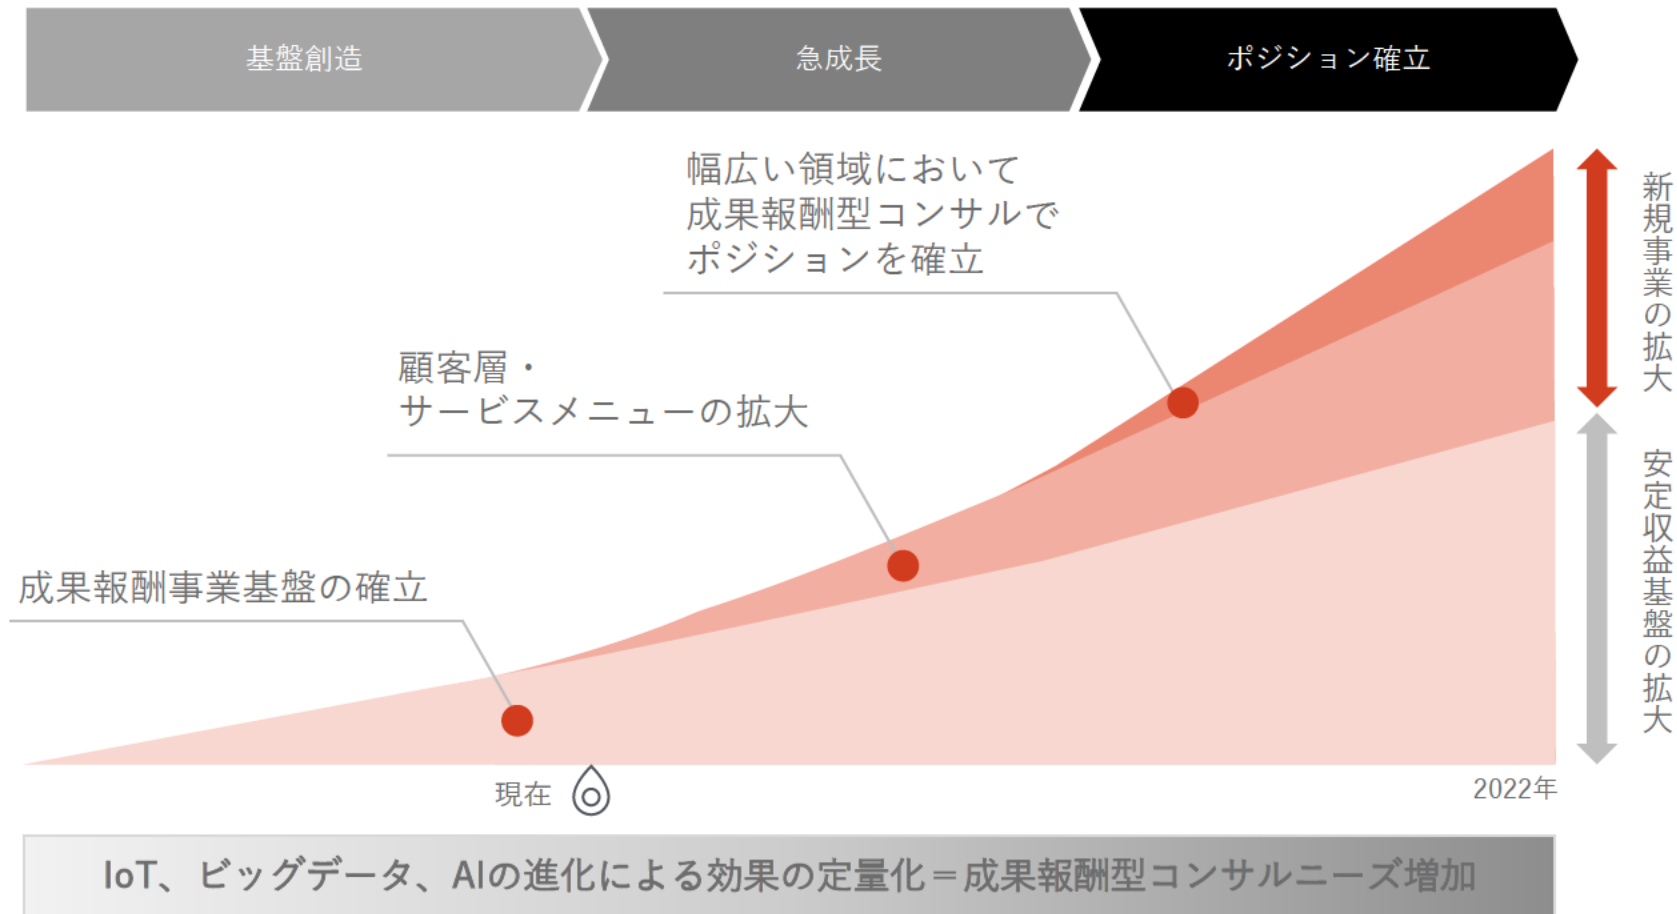 基盤創造
急成長
ポジション確立
幅広い領域において
成果報酬型コンサルで
ポジションを確立
顧客層・
サービスメニューの拡大
成果報酬事業基盤の確立
新規事業の拡大
安定収益基盤の拡大
現在
2022年
IoT、ビッグデータ、AIの進化による効果の定量化＝成果報酬型コンサルニーズ増加